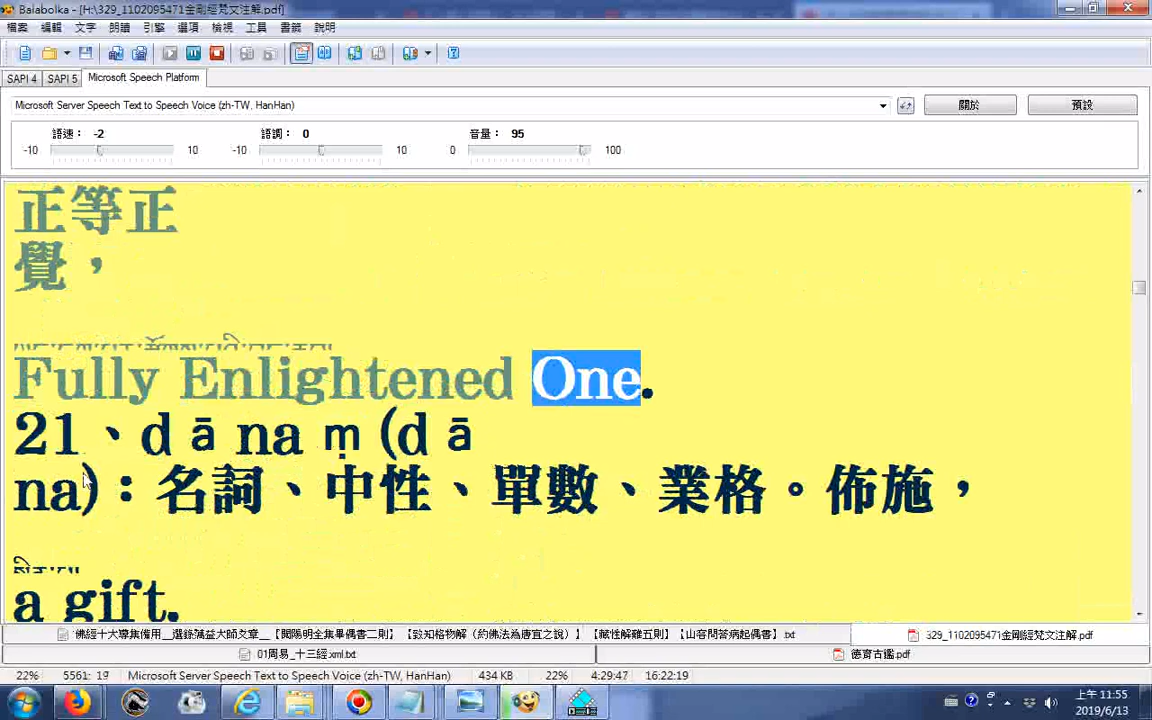 Balabolka - [H:\329_1102095471金剛經梵文注解.pdf]
檔案 編輯 文字 朗讀 引擎 選項 檢視 工具 書籤 說明
SAPI 4 SAPI 5 Microsoft Speech Platform
Microsoft Server Speech Text to Speech Voice (zh-TW, HanHan) 關於 預設
語速： -2 語調： 0 音量： 95
-10 10 -10 10 0 100
正等正
覺，
Fully Enlightened One.
21、dāna ṃ (dā
na)：名詞、中性、單數、業格。佈施，
a gift.
329_1102095471金剛經梵文注解.pdf
01周易_十三經.xml.txt 德育古鑑.pdf
22% 5561: 19 Microsoft Server Speech Text to Speech Voice (zh-TW, HanHan) 434 KB 22% 4:29:47 16:22:19
上午 11:55
2019/6/13